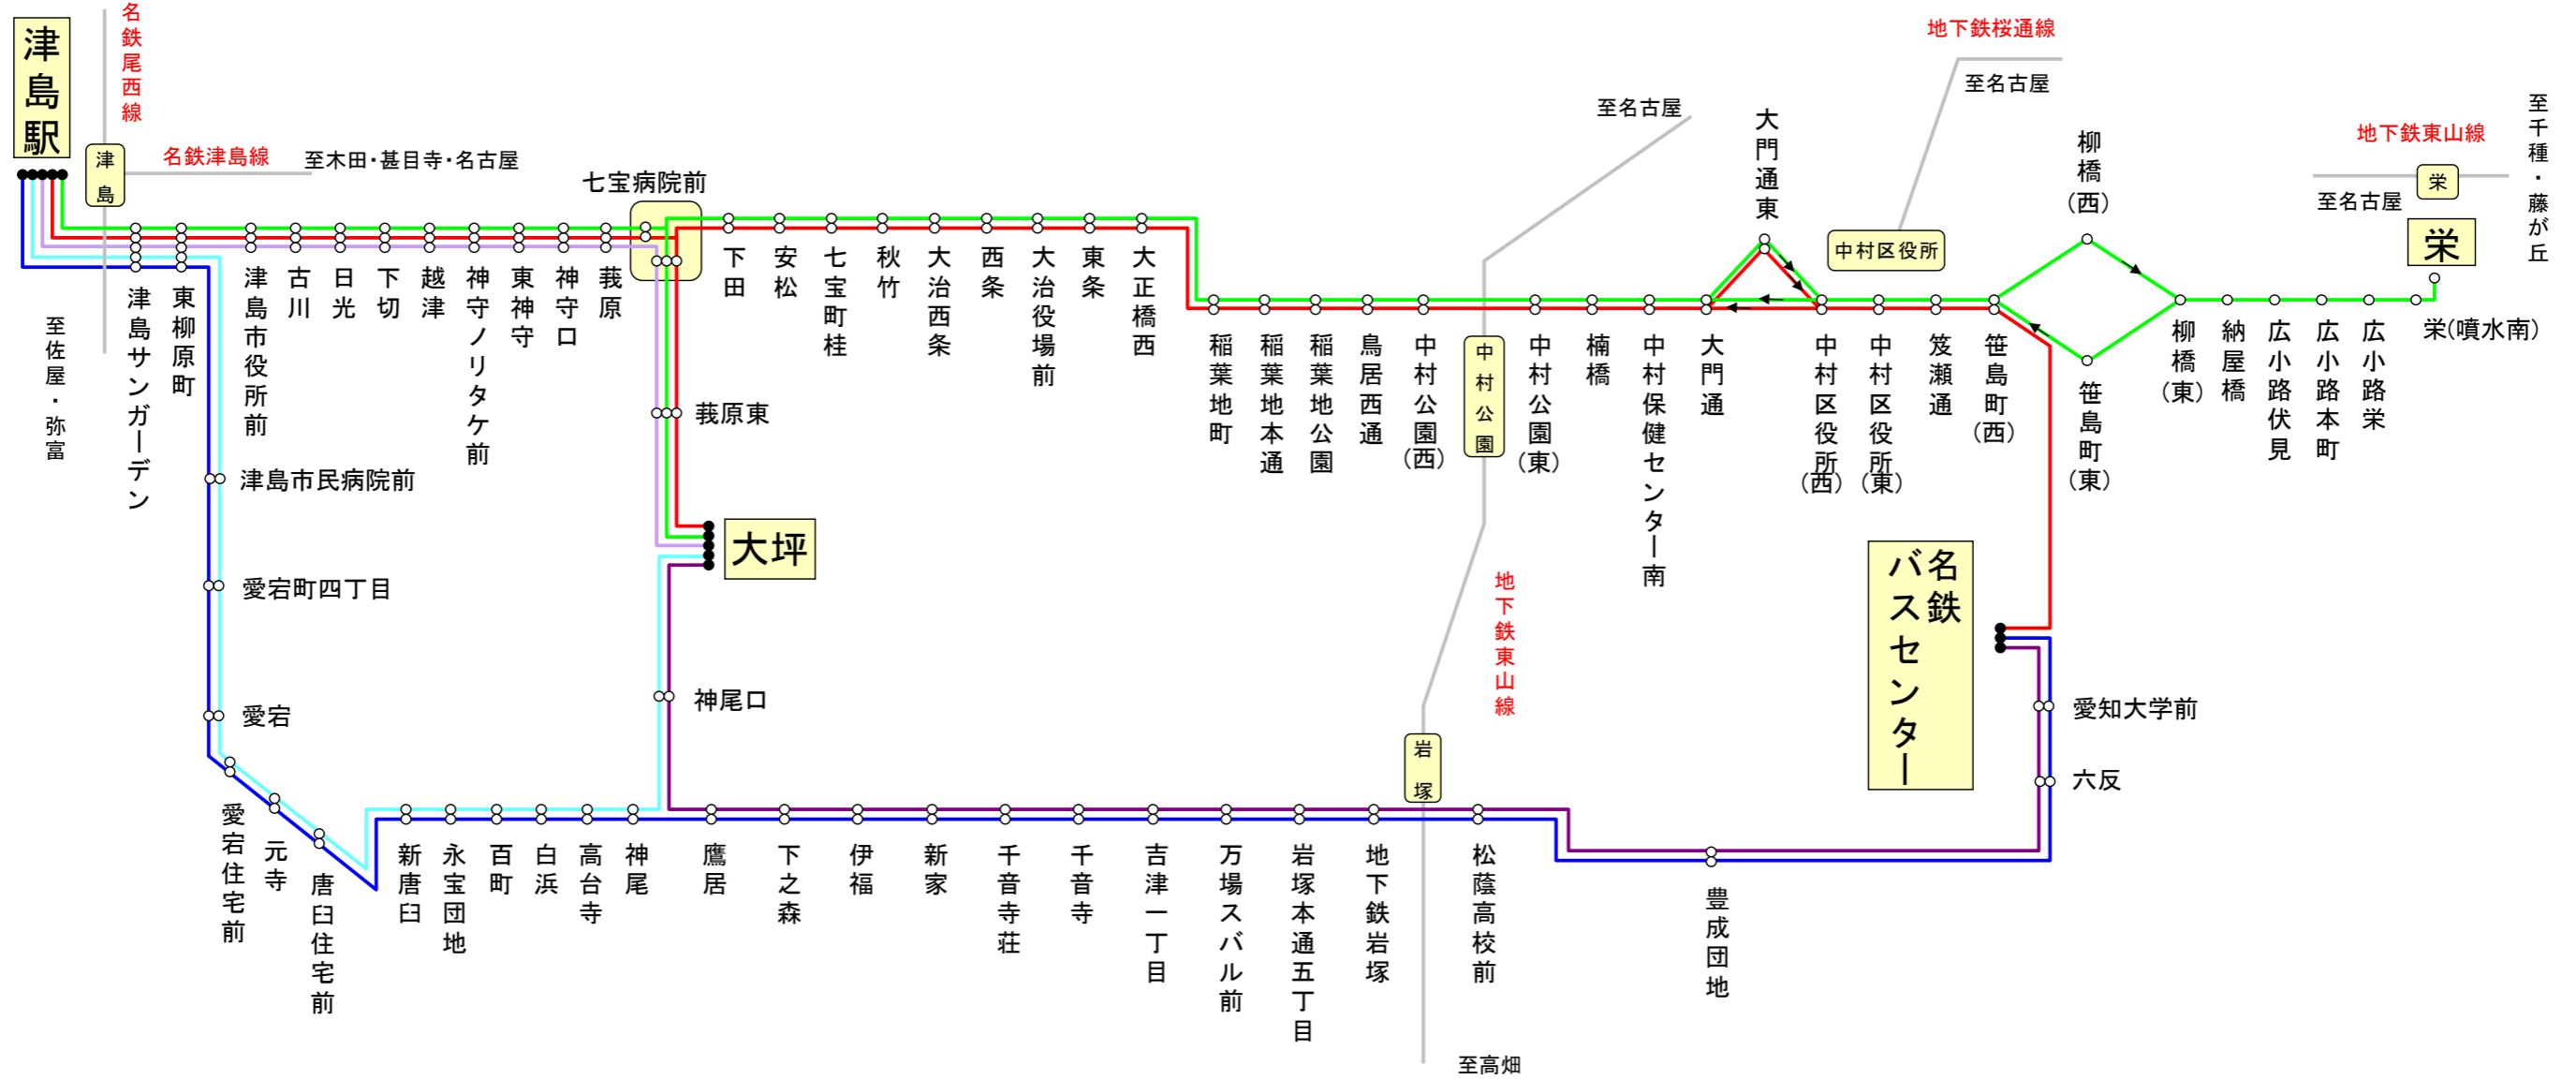 津島駅
名鉄尾西線
津島
名鉄津島線
至木田・甚目寺・名古屋
至佐屋・弥富
七宝病院前
津島サンガーデン
東柳原町
津島市役所前
古川
日光
下切
越津
神守ノリタケ前
東神守
神守口
莪原
下田
安松
七宝町桂
秋竹
大治西条
西条
大治役場前
東条
大正橋西
稲葉地町
稲葉地本通
稲葉地公園
鳥居西通
中村公園(西)
中村公園
至名古屋
中村公園(東)
楠橋
中村保健センター南
大門通
大門通東
中村区役所(西)
中村区役所(東)
中村区役所
地下鉄桜通線
至名古屋
笈瀬通
笹島町(西)
柳橋(西)
笹島町(東)
柳橋(東)
納屋橋
広小路伏見
広小路本町
広小路栄
栄(噴水南)
栄
地下鉄東山線
栄
至名古屋
至千種・藤が丘
莪原東
大坪
神尾口
津島市民病院前
愛宕町四丁目
愛宕
愛宕住宅前
元寺
唐臼住宅前
新唐臼
永宝団地
百町
白浜
高台寺
神尾
鷹居
下之森
伊福
新家
千音寺荘
千音寺
吉津一丁目
万場スバル前
岩塚本通五丁目
地下鉄岩塚
岩塚
地下鉄東山線
至高畑
松蔭高校前
豊成団地
六反
愛知大学前
名鉄
バスセンター